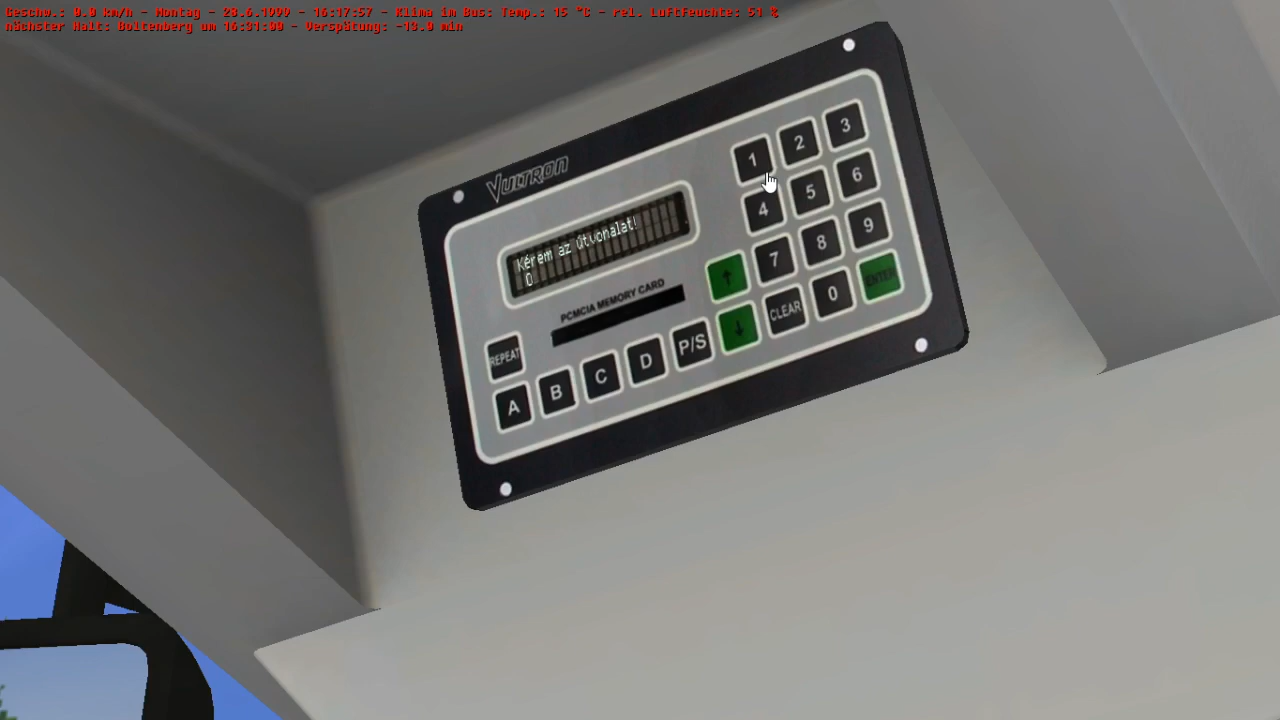 Geschw.: 0.0 km/h - Montag - 28.6.1999 - 16:17:57 - Klima im Bus: Temp.: 15 °C - rel. Luftfeuchte: 51 %
nächster Halt: Boltenberg um 16:31:00 - Verspätung: -13.0 min
VULTRON
Kérem az útvonalat!
0
PCMCIA MEMORY CARD
1 2 3
4 5 6
7 8 9
↑ ↓ CLEAR 0 ENTER
REPEAT
A B C D P/S